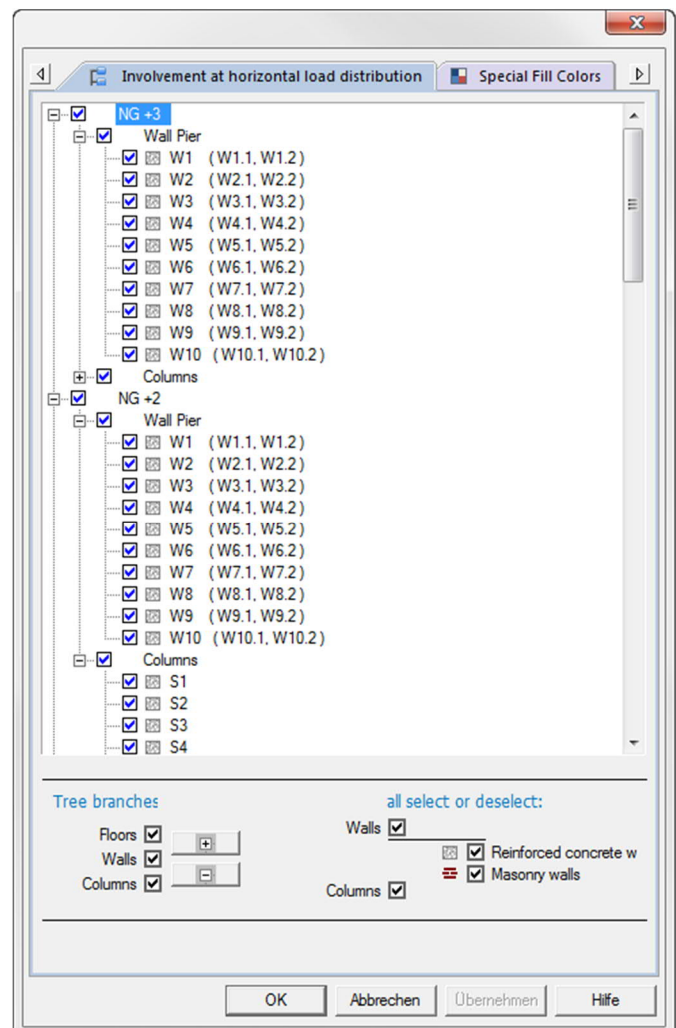 Involvement at horizontal load distribution Special Fill Colors
NG +3
Wall Pier
W1 (W1.1, W1.2)
W2 (W2.1, W2.2)
W3 (W3.1, W3.2)
W4 (W4.1, W4.2)
W5 (W5.1, W5.2)
W6 (W6.1, W6.2)
W7 (W7.1, W7.2)
W8 (W8.1, W8.2)
W9 (W9.1, W9.2)
W10 (W10.1, W10.2)
Columns
NG +2
Wall Pier
W1 (W1.1, W1.2)
W2 (W2.1, W2.2)
W3 (W3.1, W3.2)
W4 (W4.1, W4.2)
W5 (W5.1, W5.2)
W6 (W6.1, W6.2)
W7 (W7.1, W7.2)
W8 (W8.1, W8.2)
W9 (W9.1, W9.2)
W10 (W10.1, W10.2)
Columns
S1
S2
S3
S4
Tree branches
Floors
Walls
Columns
all select or deselect:
Walls
Reinforced concrete w
Masonry walls
Columns
OK Abbrechen Übernehmen Hilfe